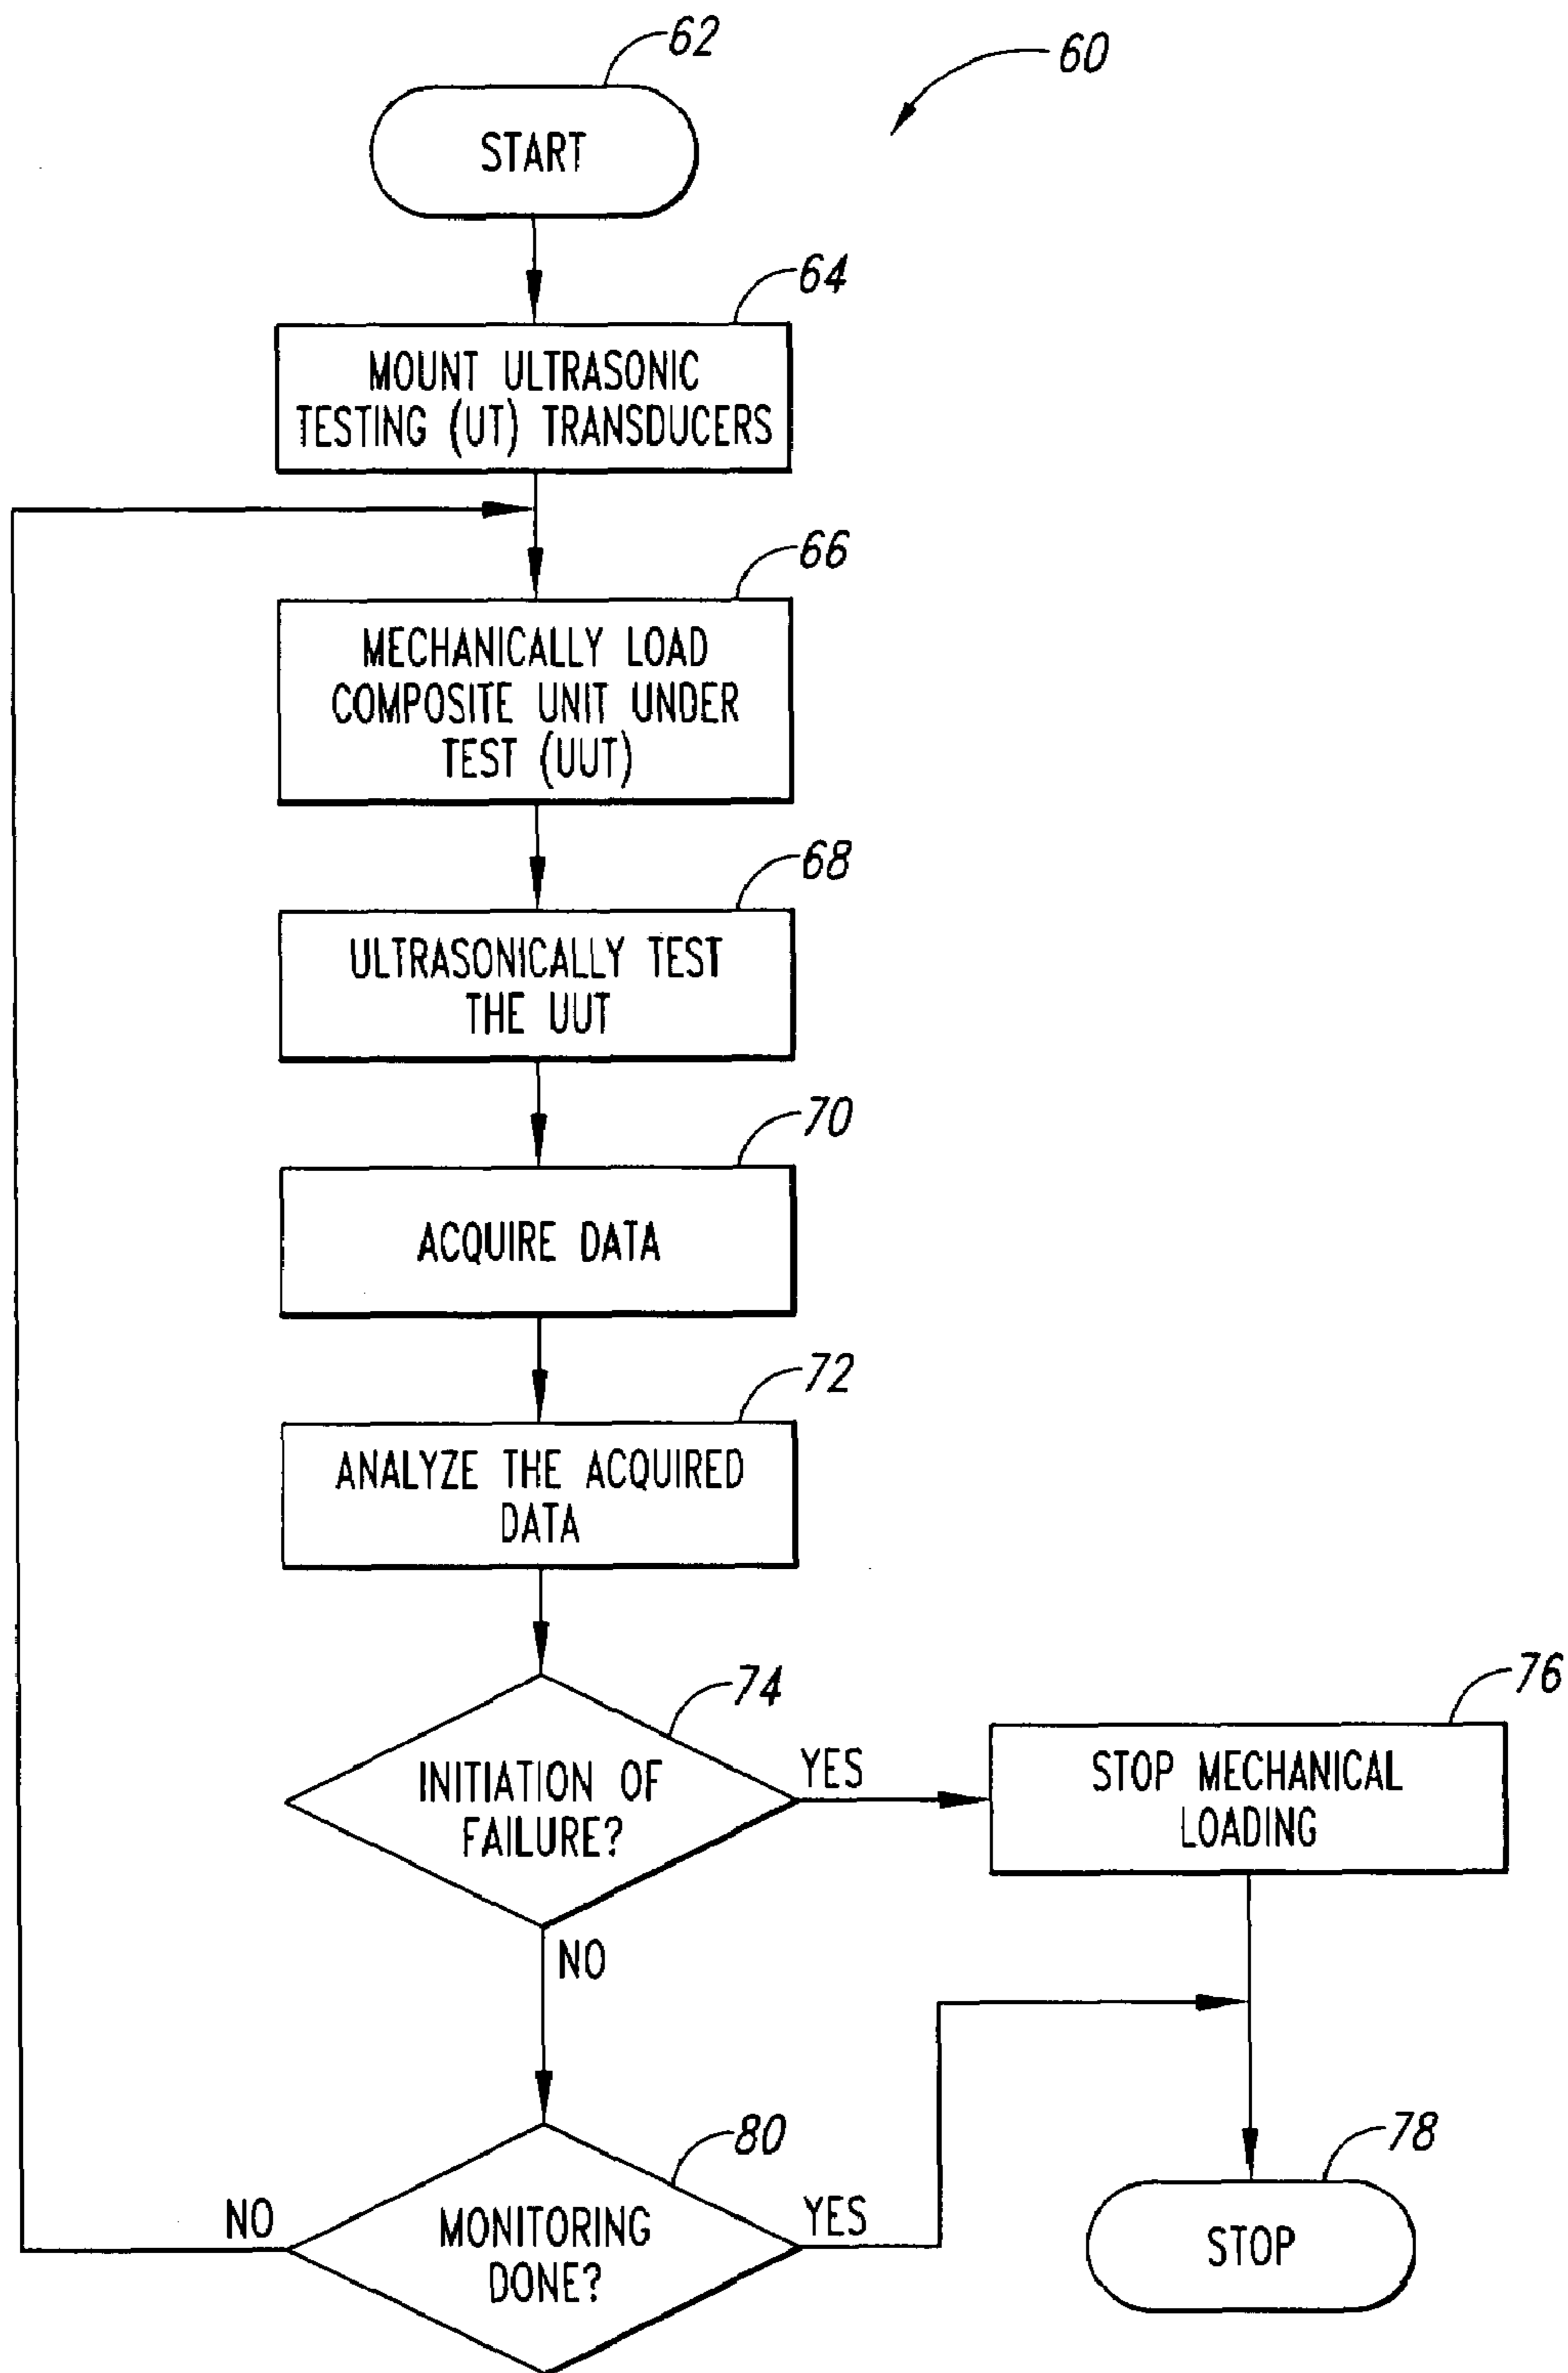 62
60
START
64
MOUNT ULTRASONIC
TESTING (UT) TRANSDUCERS
66
MECHANICALLY LOAD
COMPOSITE UNIT UNDER
TEST (UUT)
68
ULTRASONICALLY TEST
THE UUT
70
ACQUIRE DATA
72
ANALYZE THE ACQUIRED
DATA
74
INITIATION OF
FAILURE?
YES
76
STOP MECHANICAL
LOADING
NO
80
MONITORING
DONE?
NO
YES
78
STOP